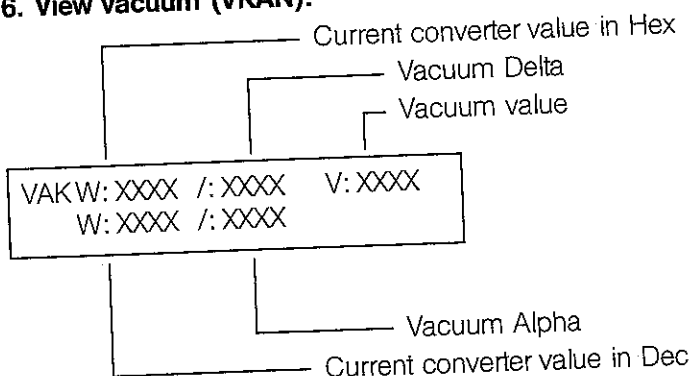 6. View Vacuum (VKAN):
Current converter value in Hex
Vacuum Delta
Vacuum value
VAK W: XXXX /: XXXX V: XXXX
W: XXXX /: XXXX
Vacuum Alpha
Current converter value in Dec